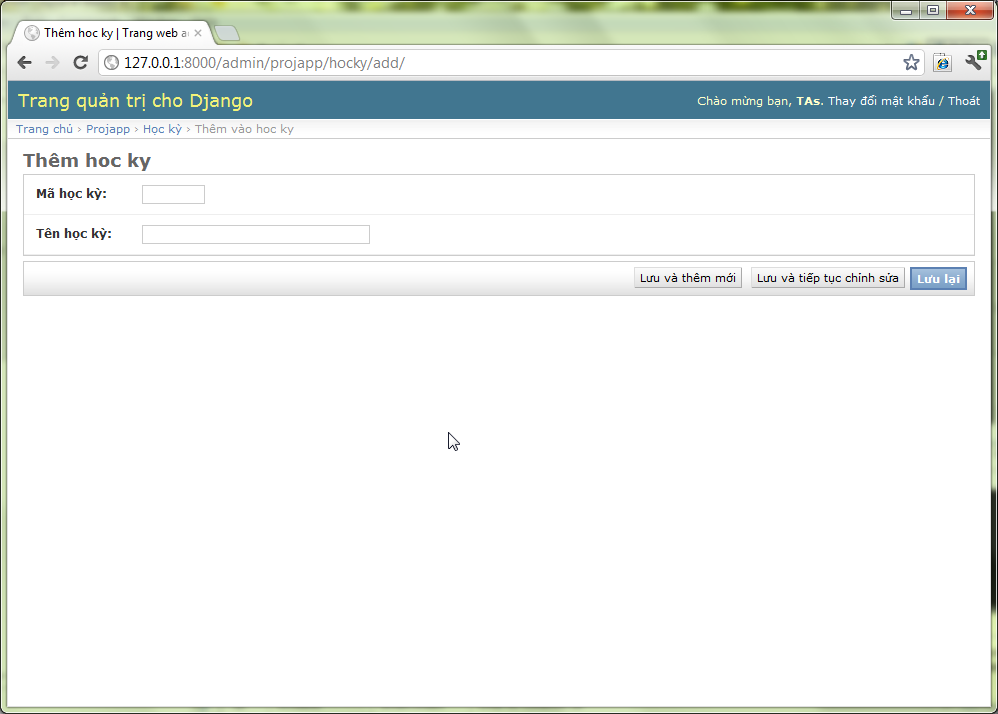 Thêm hoc ky | Trang web a
127.0.0.1:8000/admin/projapp/hocky/add/
Trang quản trị cho Django
Chào mừng bạn, TAs. Thay đổi mật khẩu / Thoát
Trang chủ › Projapp › Học kỳ › Thêm vào hoc ky
Thêm hoc ky
Mã học kỳ:
Tên học kỳ:
Lưu và thêm mới
Lưu và tiếp tục chỉnh sửa
Lưu lại